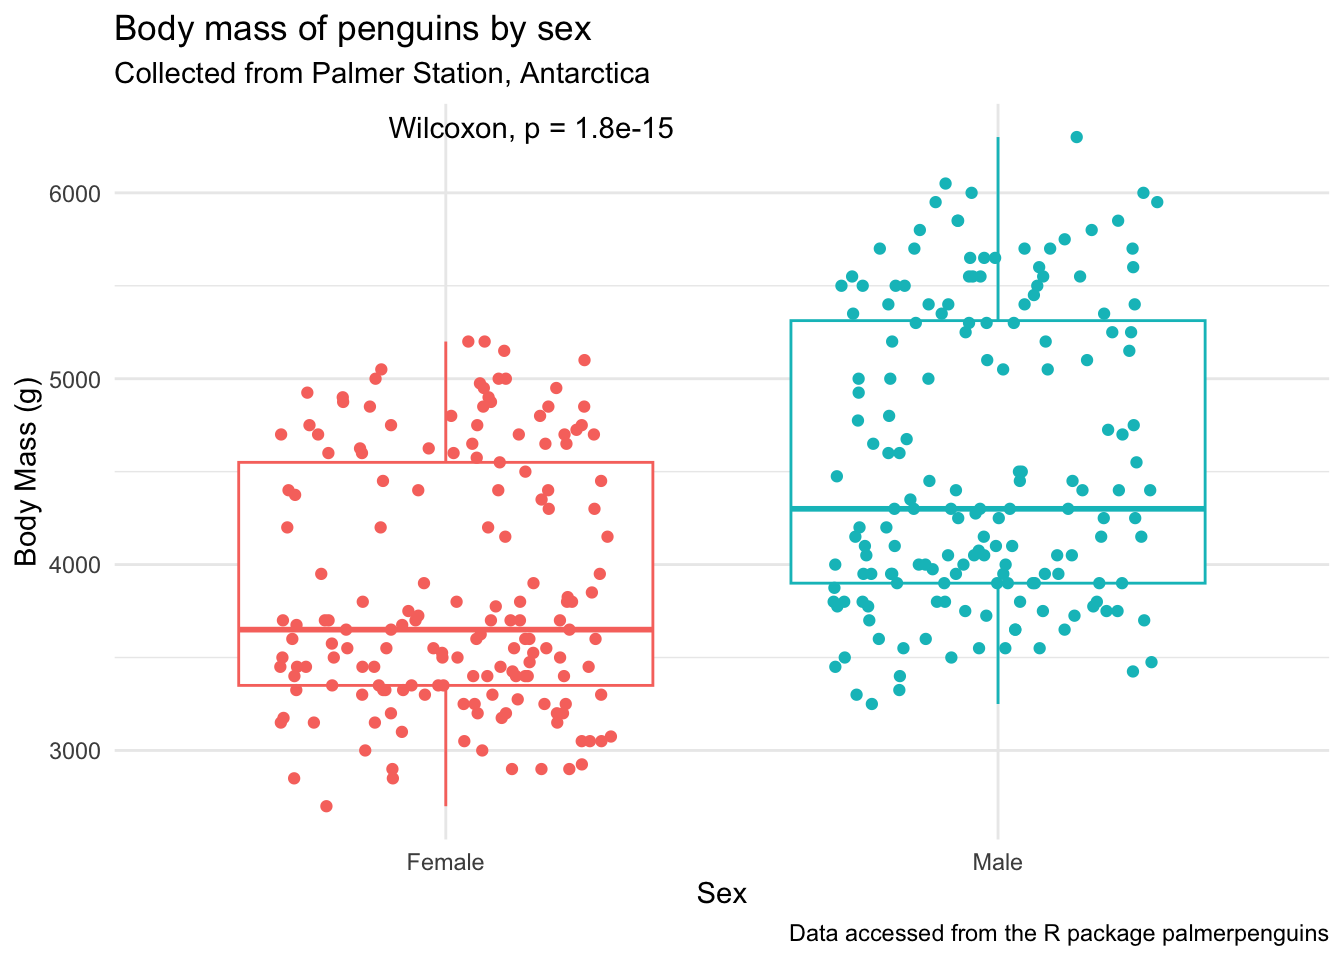 Body mass of penguins by sex
Collected from Palmer Station, Antarctica
Wilcoxon, p = 1.8e-15
6000
5000
4000
3000
Body Mass (g)
Female
Male
Sex
Data accessed from the R package palmerpenguins